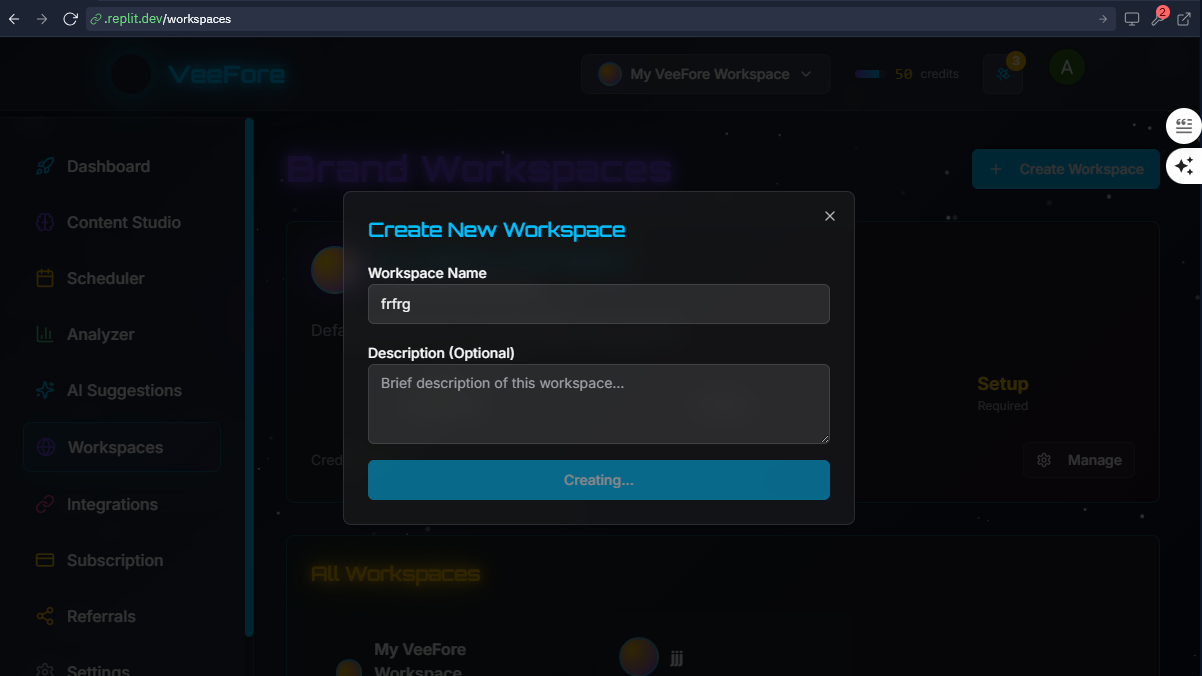 .replit.dev/workspaces
2
VeeFore
My VeeFore Workspace
50 credits
3
A
Dashboard
Content Studio
Scheduler
Analyzer
AI Suggestions
Workspaces
Integrations
Subscription
Referrals
Settings
Brand Workspaces
+ Create Workspace
Create New Workspace
Workspace Name
frfrg
Description (Optional)
Brief description of this workspace...
Creating...
Setup
Required
Manage
All Workspaces
My VeeFore
Workspace
jjj